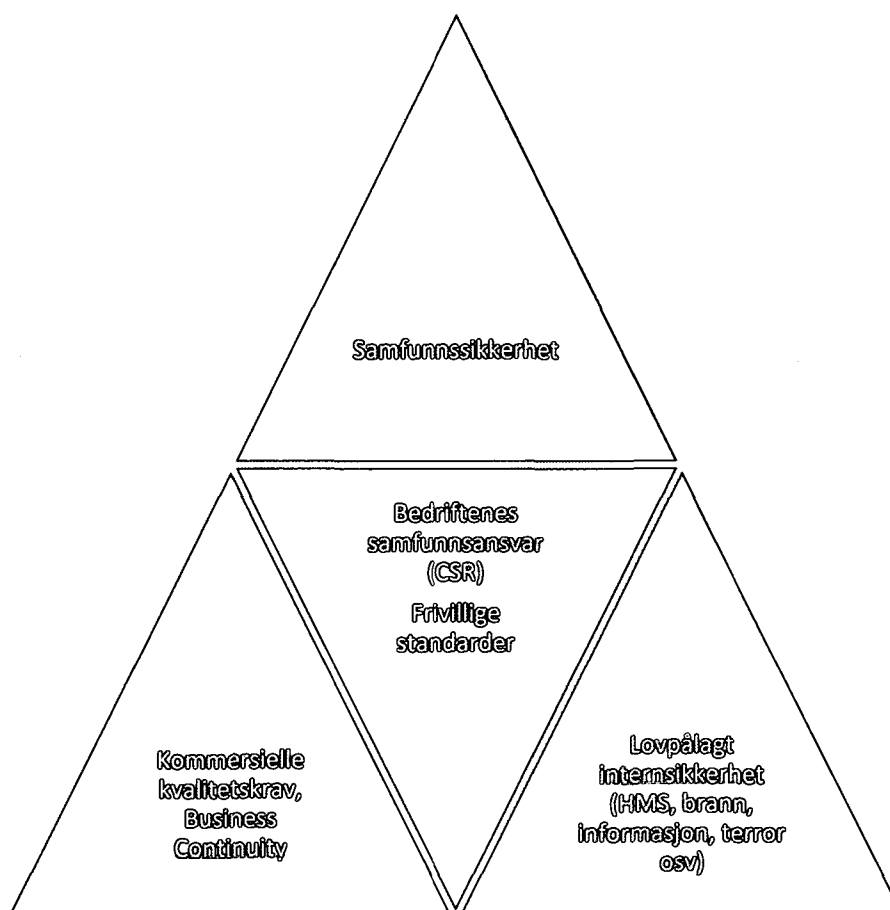 Samfunnssikkerhet
Bedriftenes
samfunnsansvar
(CSR)
Frivillige
standarder
Kommersielle
kvalitetskrav,
Business
Continuity
Lovpålagt
internsikkerhet
(HMS, brann,
informasjon, terror
osv)